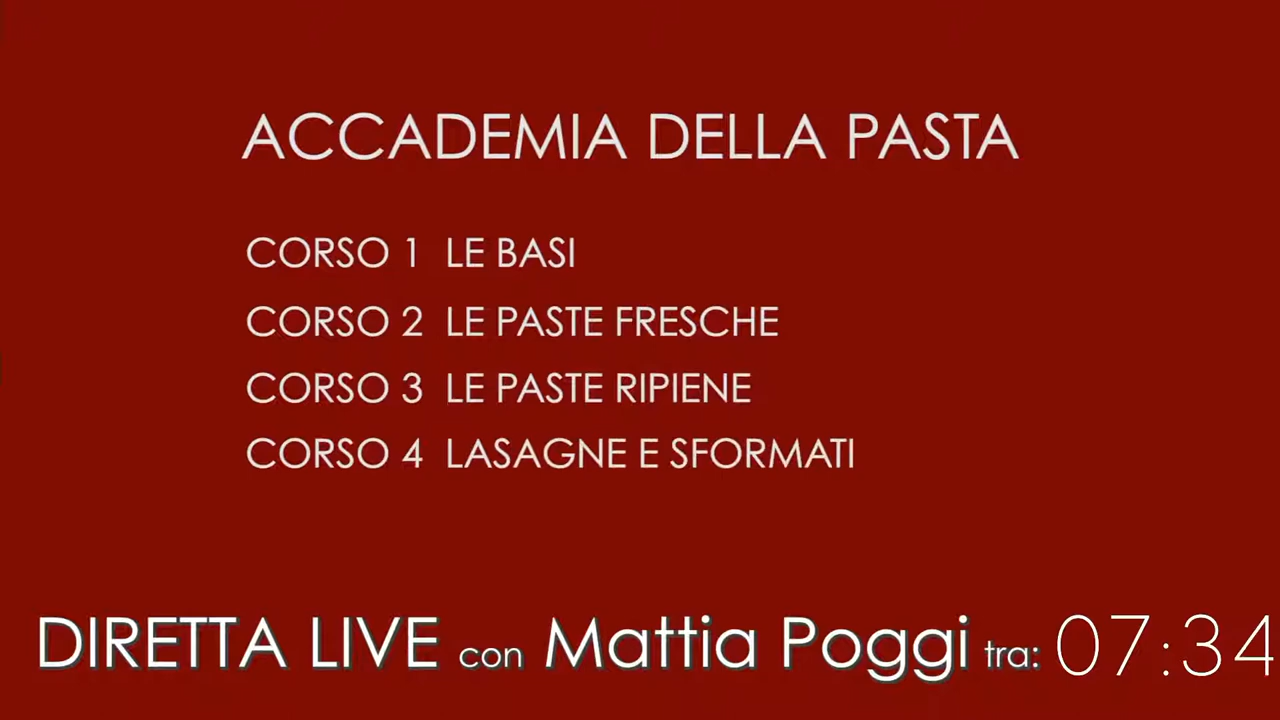 ACCADEMIA DELLA PASTA
CORSO 1 LE BASI
CORSO 2 LE PASTE FRESCHE
CORSO 3 LE PASTE RIPIENE
CORSO 4 LASAGNE E SFORMATI
DIRETTA LIVE con Mattia Poggi tra: 07:34